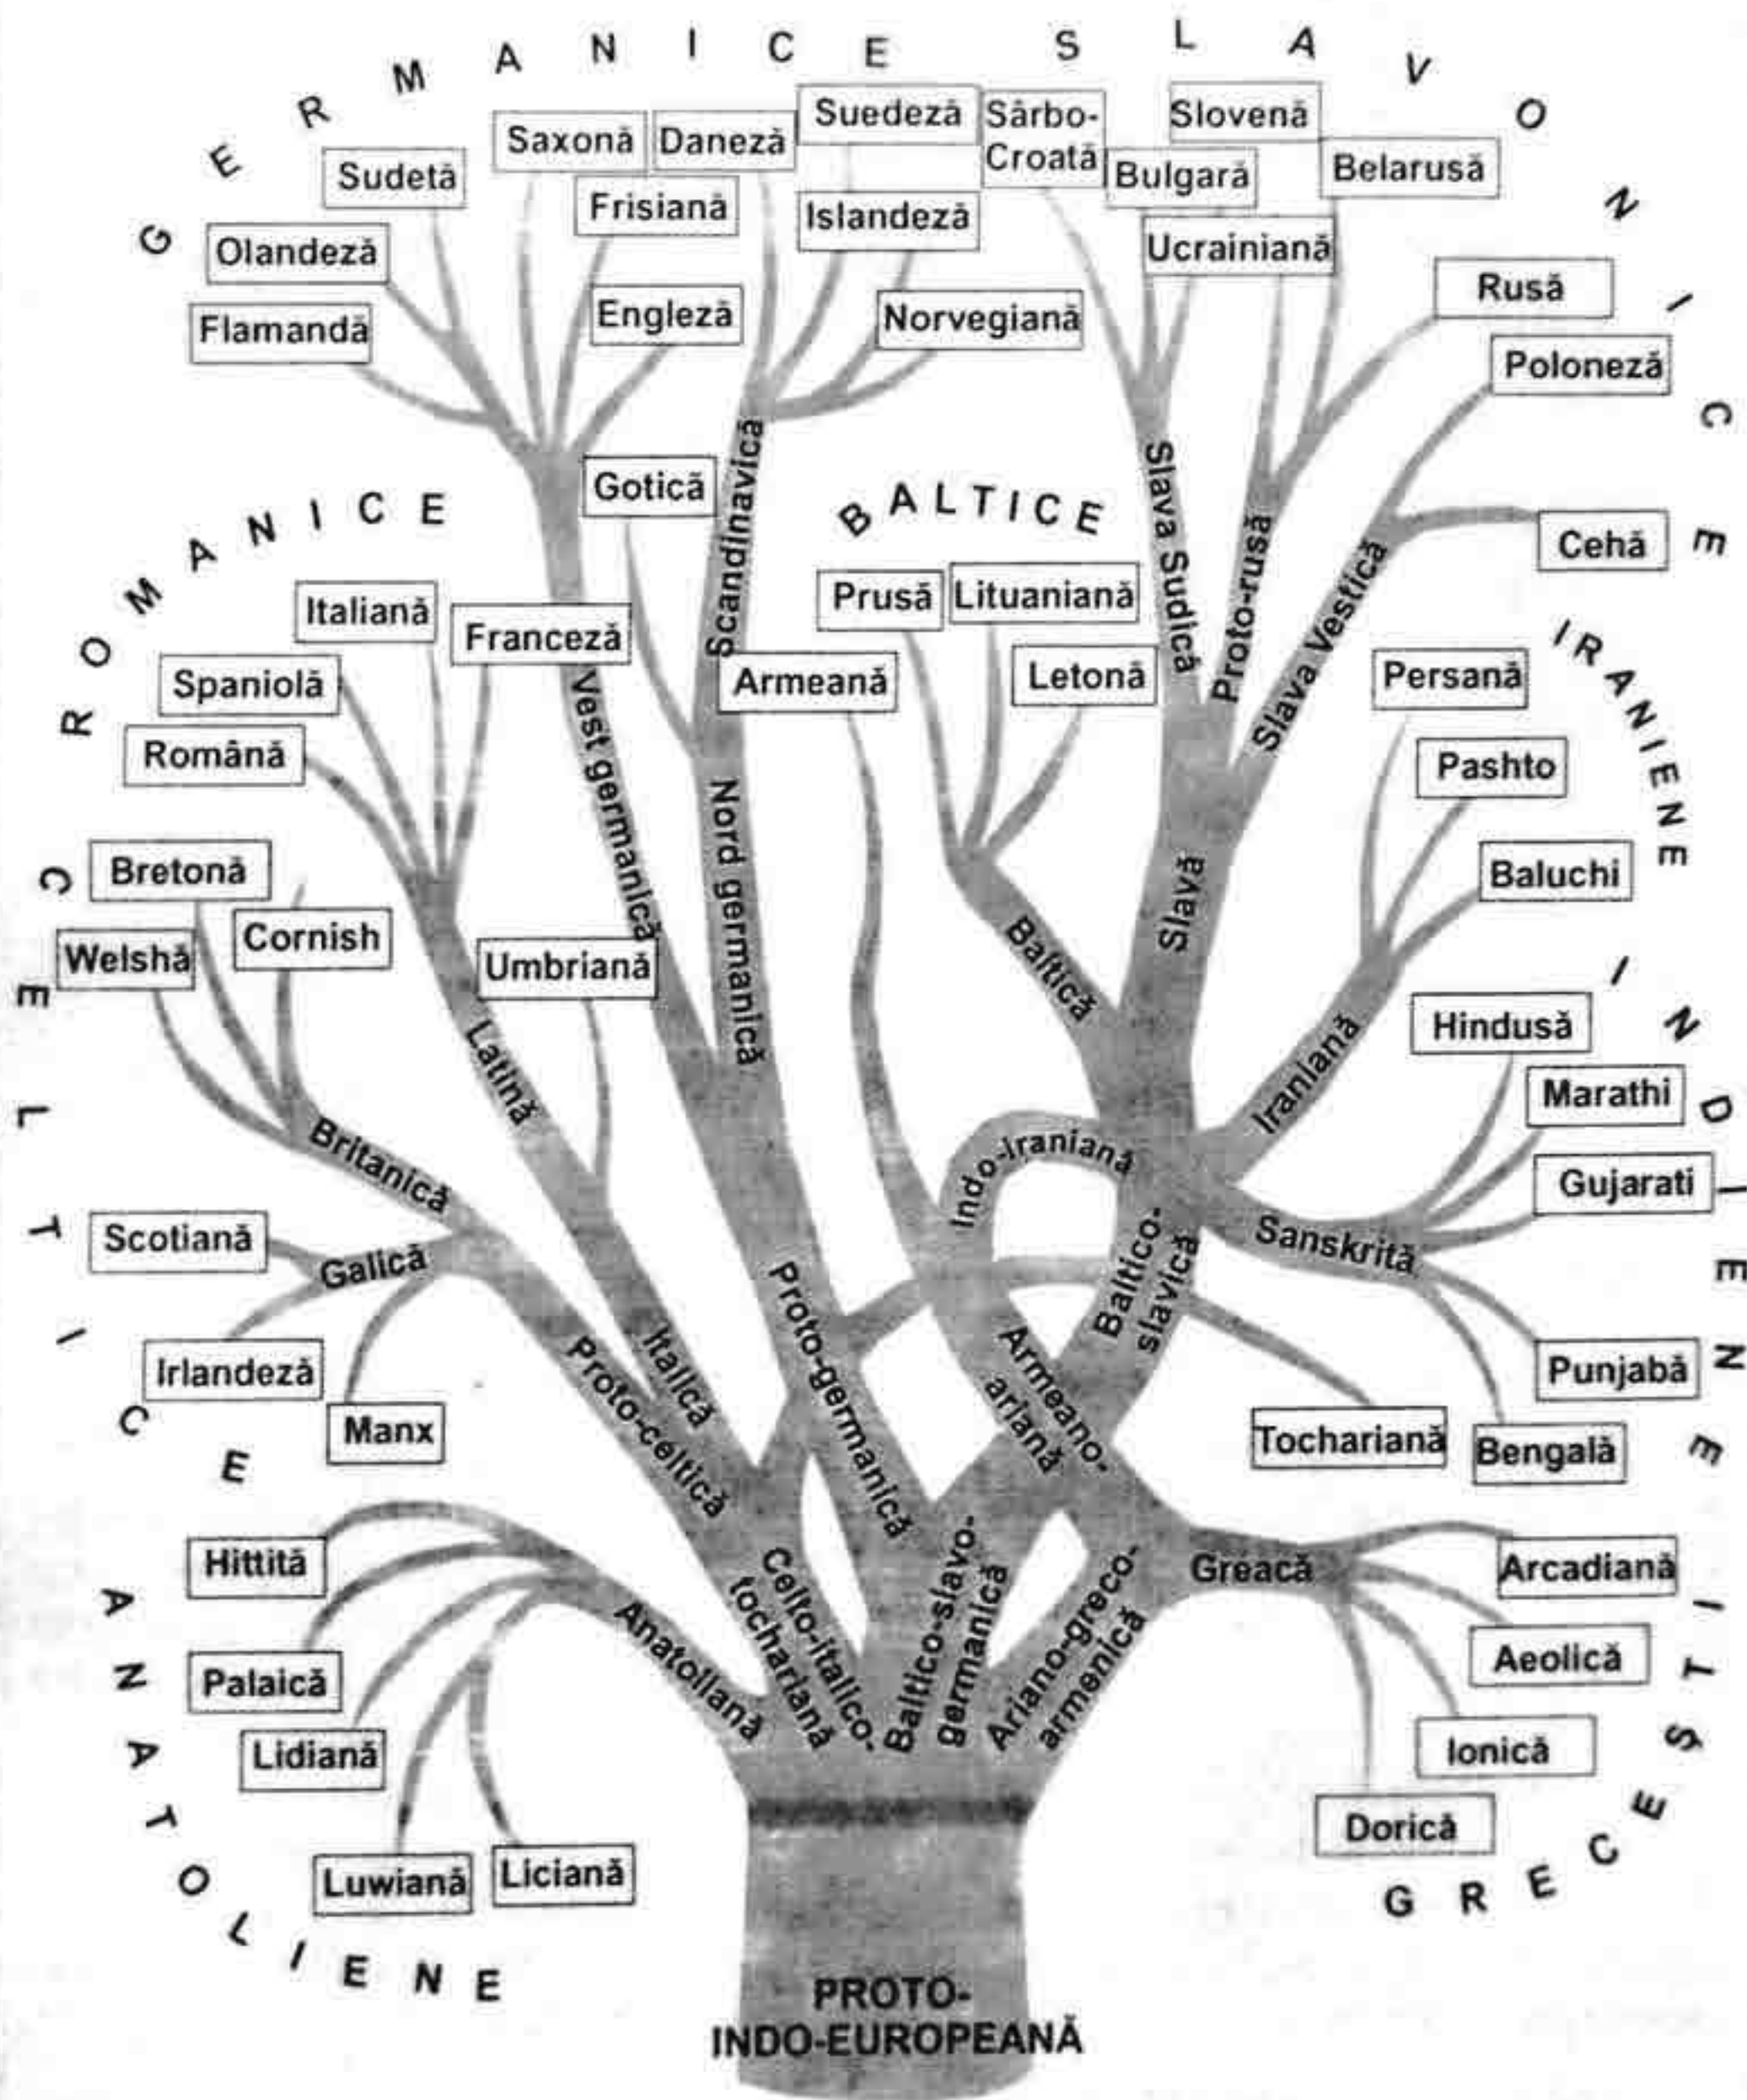 GERMANICE
SLAVONICE
Suedeză
Sârbo-
Croată
Slovenă
Saxonă
Daneză
Sudetă
Frisiană
Islandeză
Bulgară
Belarusă
Olandeză
Ucrainiană
Flamandă
Engleză
Norvegiană
Rusă
Poloneză
Gotică
Scandinavică
Slava Sudică
Proto-rusă
Slava Vestică
Cehă
ROMANICE
BALTICE
IRANIENE
Italiană
Franceză
Prusă
Lituaniană
Spaniolă
Armeană
Letonă
Persană
Română
Vest germanică
Nord germanică
Pashto
Bretonă
Cornish
Welshă
Umbriană
Baltică
Slavă
Baluchi
CELTICE
Latină
Iraniană
INDIENE
Hindusă
Marathi
Britanică
Indo-Iraniană
Gujarati
Scotiană
Galică
Baltico-
slavică
Sanskrită
Irlandeză
Manx
Proto-celtică
Italică
Proto-germanică
Armeano-
ariană
Punjabă
Tochariană
Bengală
Hittită
Palaică
Lidiană
Luwiană
Liciană
ANATOLIENE
Anatoliană
Celto-italico-
tochariană
Baltico-slavo-
germanică
Ariano-greco-
armenică
Greacă
Arcadiană
Aeolică
Ionică
Dorică
GRECEȘTI
PROTO-
INDO-EUROPEANĂ